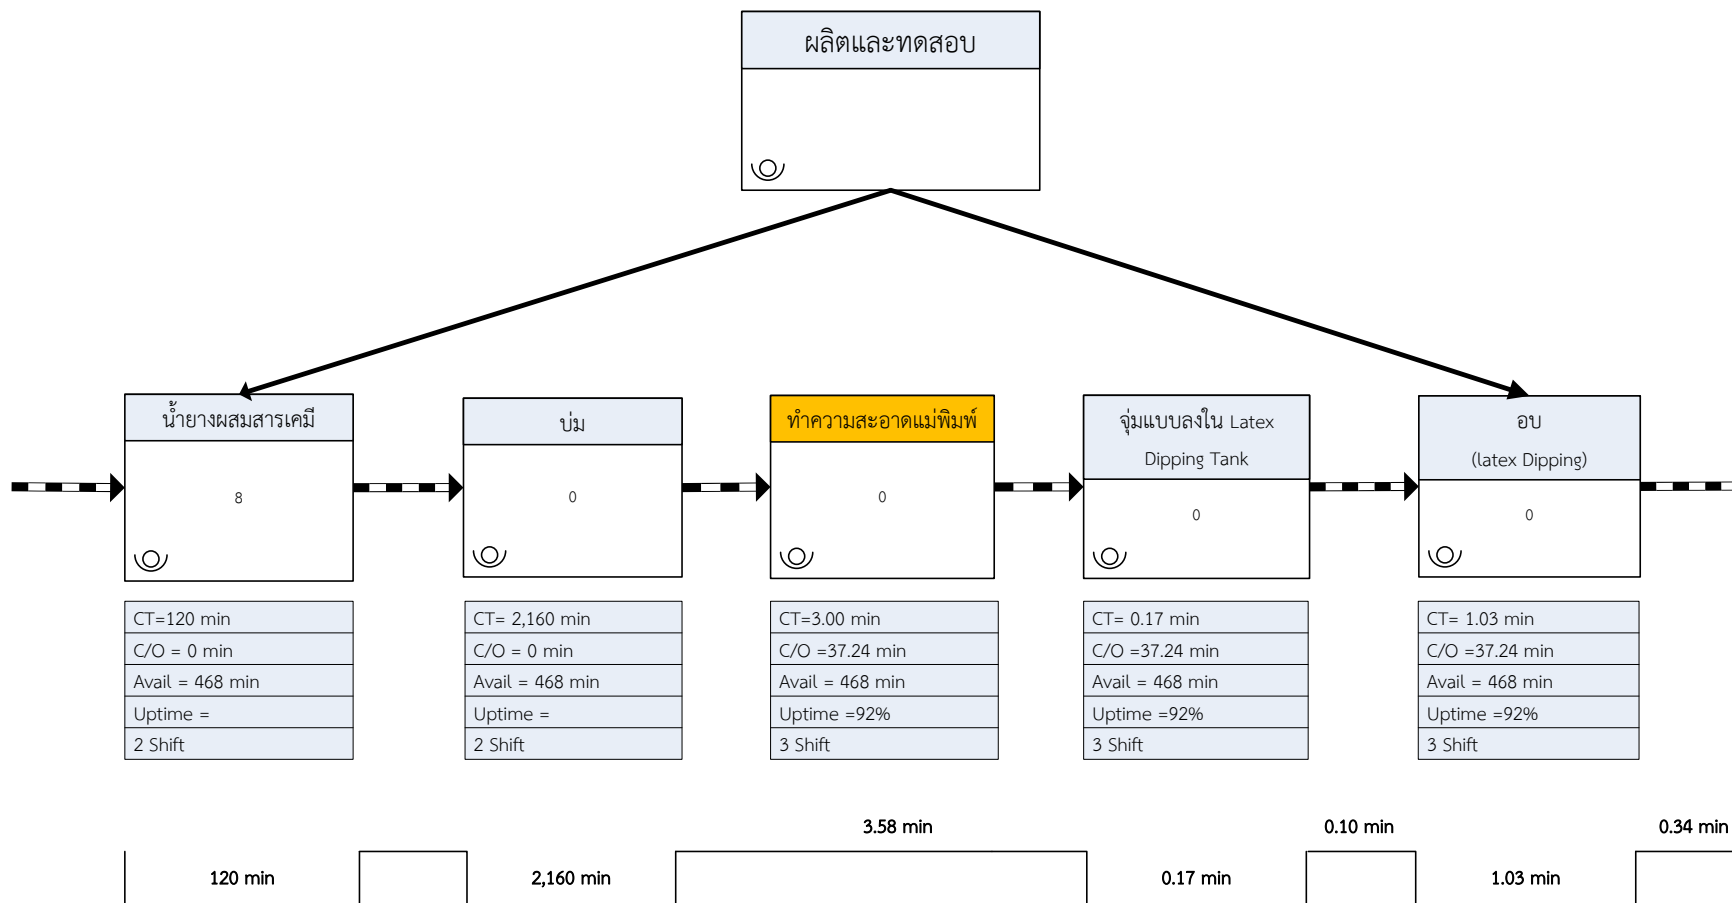 ผลิตและทดสอบ
น้ำยางผสมสารเคมี
8
CT=120 min
C/O = 0 min
Avail = 468 min
Uptime =
2 Shift
บ่ม
0
CT= 2,160 min
C/O = 0 min
Avail = 468 min
Uptime =
2 Shift
ทำความสะอาดแม่พิมพ์
0
CT=3.00 min
C/O =37.24 min
Avail = 468 min
Uptime =92%
3 Shift
จุ่มแบบลงใน Latex
Dipping Tank
0
CT= 0.17 min
C/O =37.24 min
Avail = 468 min
Uptime =92%
3 Shift
อบ
(latex Dipping)
0
CT= 1.03 min
C/O =37.24 min
Avail = 468 min
Uptime =92%
3 Shift
3.58 min
0.10 min
0.34 min
120 min
2,160 min
0.17 min
1.03 min